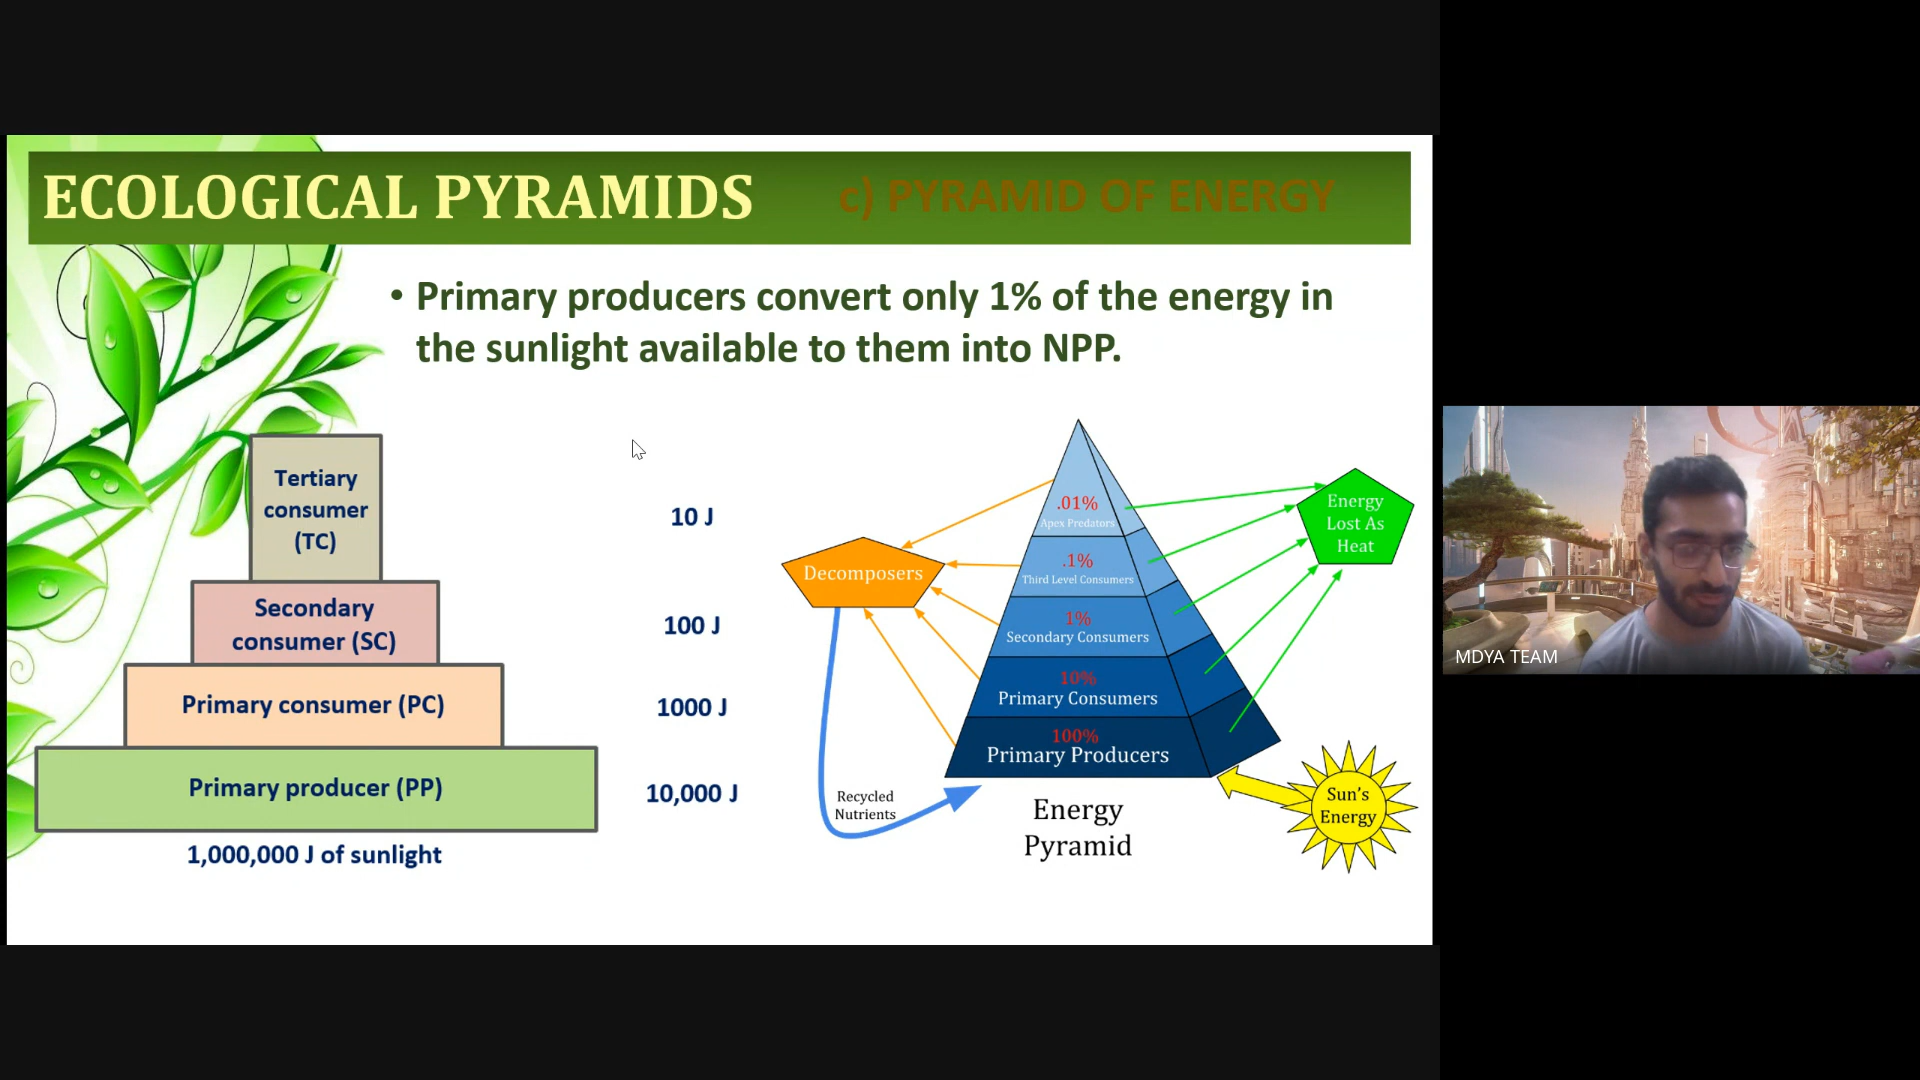 ECOLOGICAL PYRAMIDS
c) PYRAMID OF ENERGY
• Primary producers convert only 1% of the energy in
the sunlight available to them into NPP.
Tertiary
consumer
(TC)
10 J
Secondary
consumer (SC)
100 J
Primary consumer (PC)
1000 J
Primary producer (PP)
10,000 J
1,000,000 J of sunlight
.01%
Apex Predators
.1%
Third Level Consumers
1%
Secondary Consumers
10%
Primary Consumers
100%
Primary Producers
Decomposers
Energy
Lost As
Heat
Recycled
Nutrients
Energy
Pyramid
Sun's
Energy
MDYA TEAM